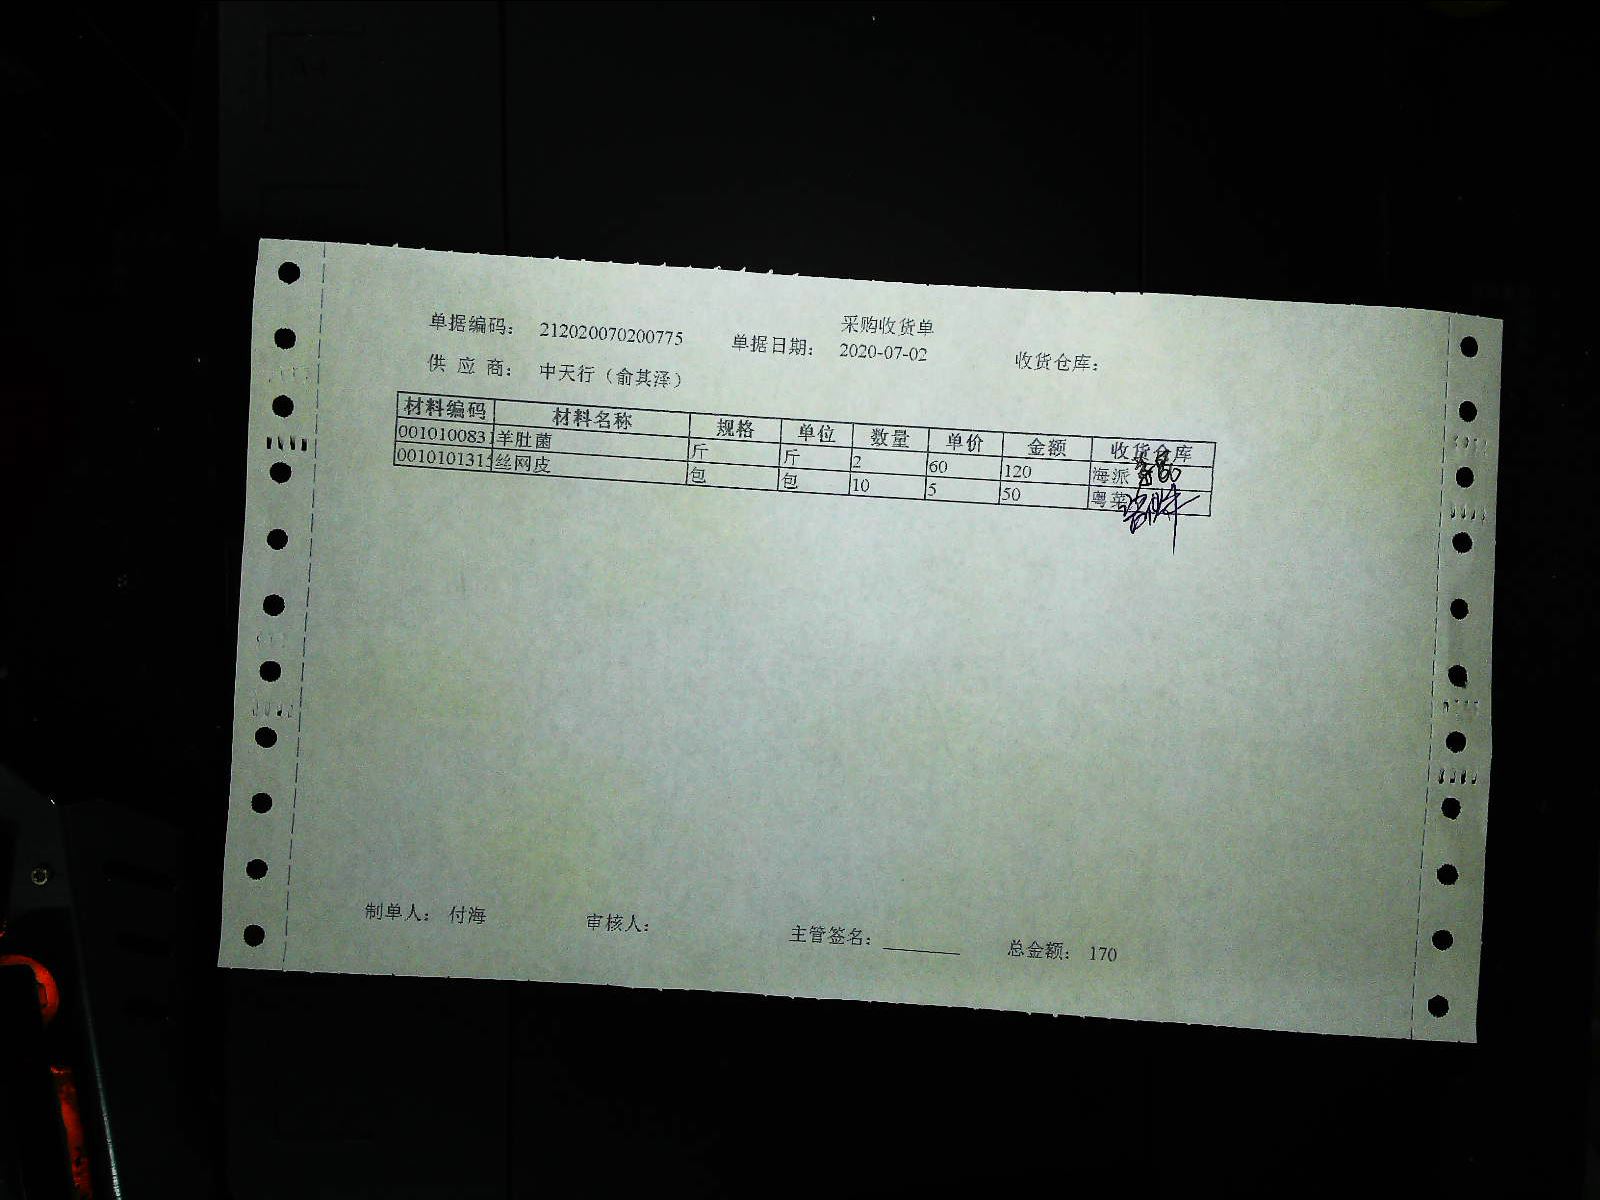 采购收货单
单据编码: 212020070200775 单据日期: 2020-07-02 收货仓库:
供 应 商: 中天行（俞其泽）
材料编码 材料名称 规格 单位 数量 单价 金额 收货仓库
0010100831 羊肚菌 斤 斤 2 60 120 海派
0010101315 丝网皮 包 包 10 5 50 粤菜
制单人: 付海 审核人: 主管签名: 总金额: 170